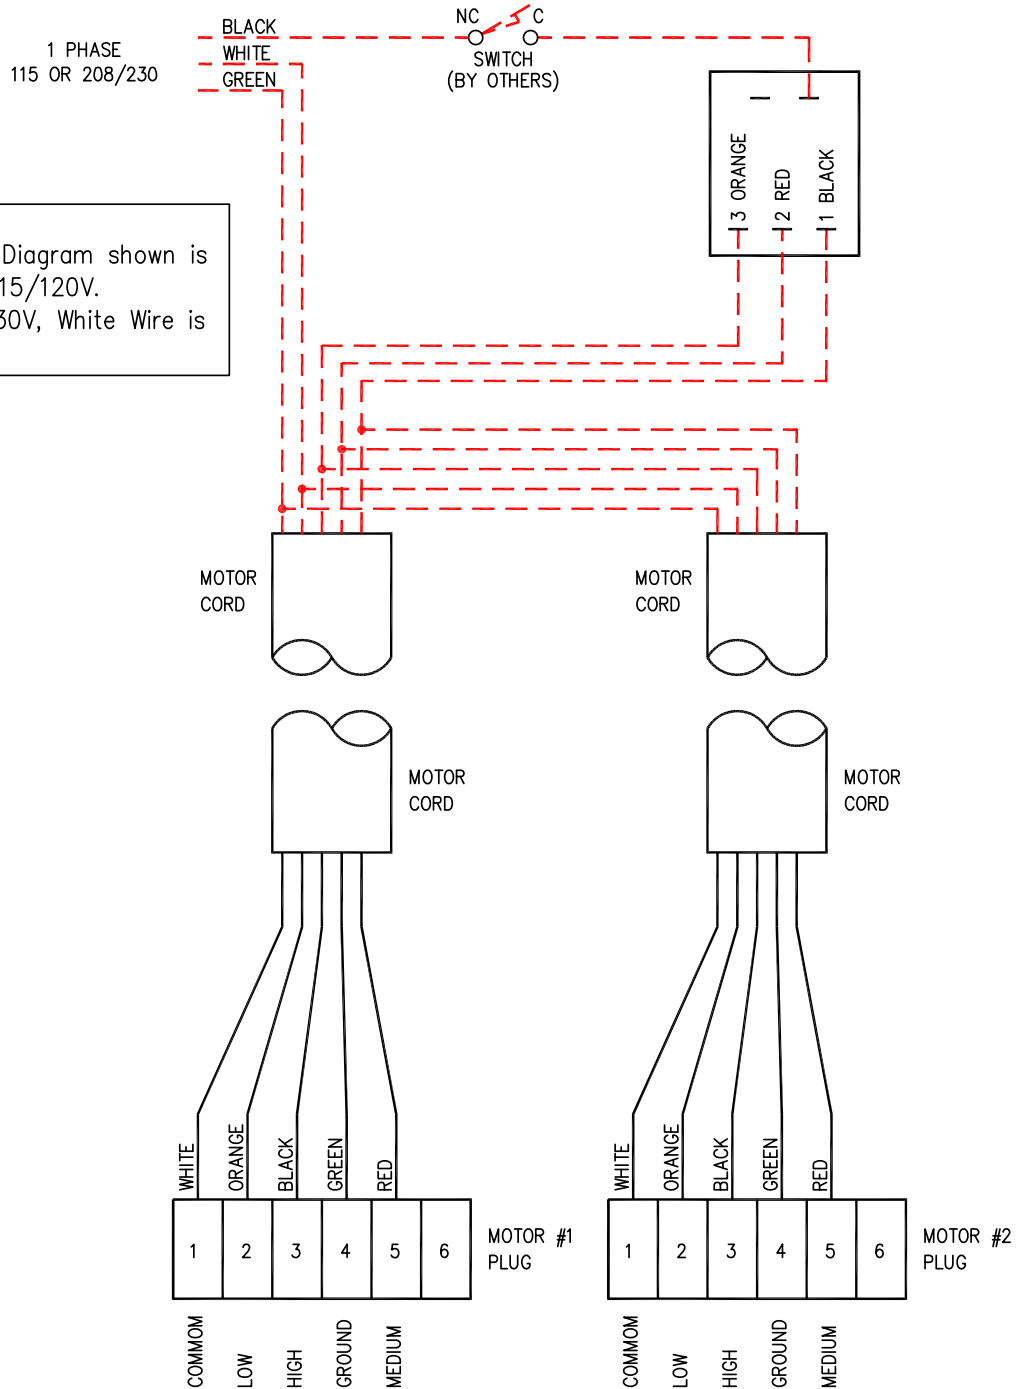 BLACK
WHITE
GREEN
1 PHASE
115 OR 208/230
NC
C
SWITCH
(BY OTHERS)
3 ORANGE
2 RED
1 BLACK
Diagram shown is
15/120V.
30V, White Wire is
MOTOR
CORD
MOTOR
CORD
MOTOR
CORD
MOTOR
CORD
WHITE
ORANGE
BLACK
GREEN
RED
1
2
3
4
5
6
MOTOR #1
PLUG
COMMOM
LOW
HIGH
GROUND
MEDIUM
WHITE
ORANGE
BLACK
GREEN
RED
1
2
3
4
5
6
MOTOR #2
PLUG
COMMOM
LOW
HIGH
GROUND
MEDIUM